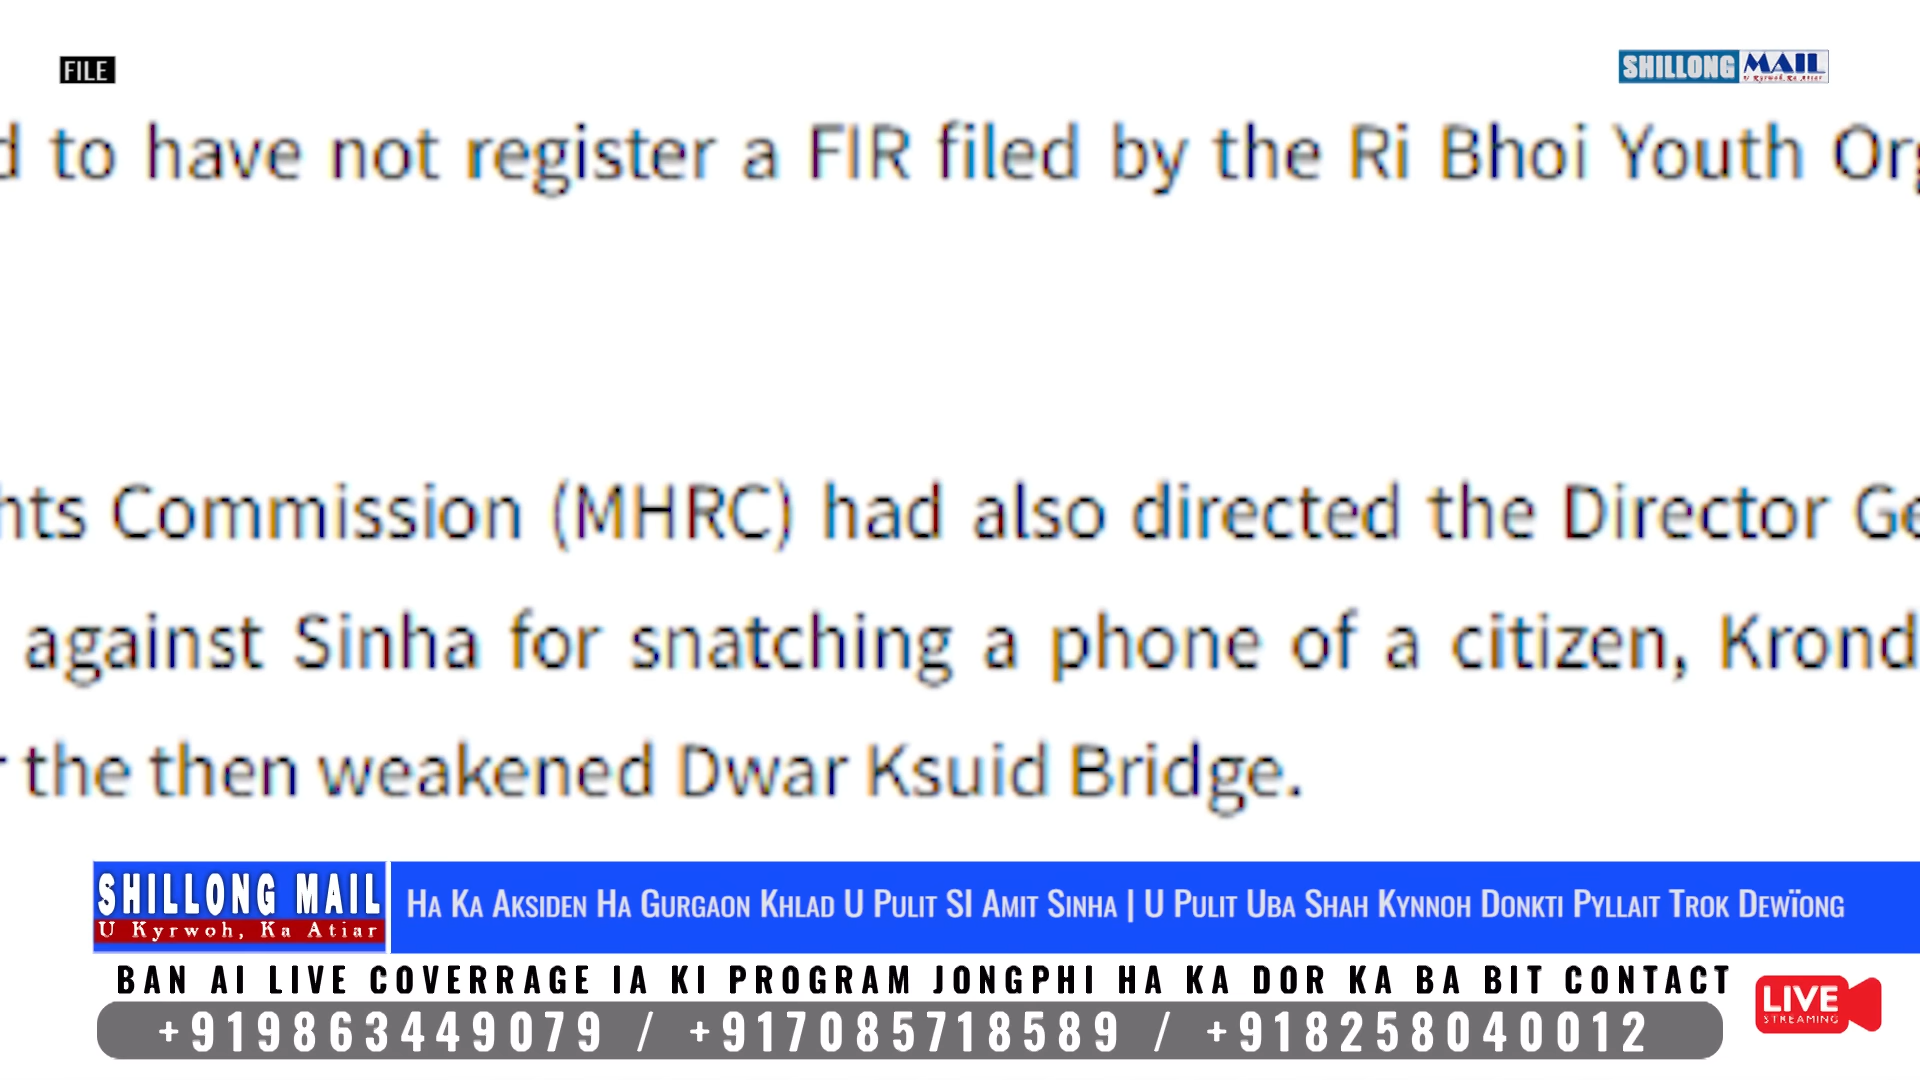 FILE
SHILLONG MAIL
U Kyrwoh, Ka Atiar
d to have not register a FIR filed by the Ri Bhoi Youth Org
hts Commission (MHRC) had also directed the Director Ge
against Sinha for snatching a phone of a citizen, Krond
r the then weakened Dwar Ksuid Bridge.
SHILLONG MAIL
U Kyrwoh, Ka Atiar
Ha Ka Aksiden Ha Gurgaon Khlad U Pulit SI Amit Sinha | U Pulit Uba Shah Kynnoh Donkti Pyllait Trok Dewïong
BAN AI LIVE COVERRAGE IA KI PROGRAM JONGPHI HA KA DOR KA BA BIT CONTACT
+919863449079 / +917085718589 / +918258040012
LIVE
STREAMING